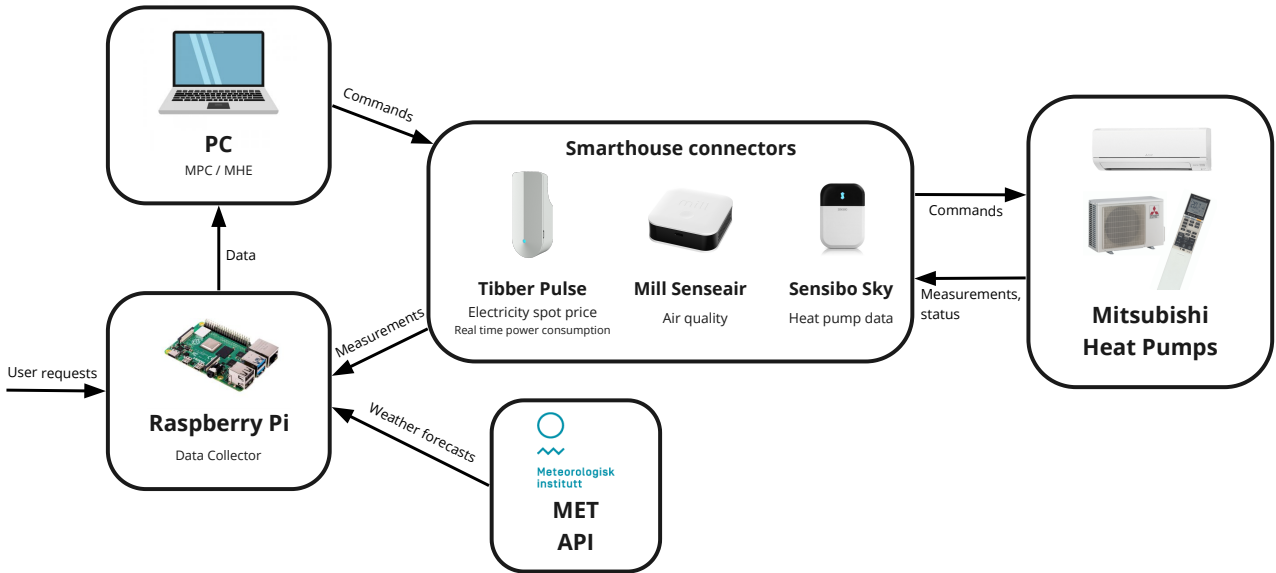 PC
MPC / MHE
Commands
Smarthouse connectors
Tibber Pulse
Electricity spot price
Real time power consumption
Mill Senseair
Air quality
Sensibo Sky
Heat pump data
Commands
Measurements,
status
Mitsubishi
Heat Pumps
Data
Measurements
User requests
Raspberry Pi
Data Collector
Weather forecasts
Meteorologisk
institutt
MET
API